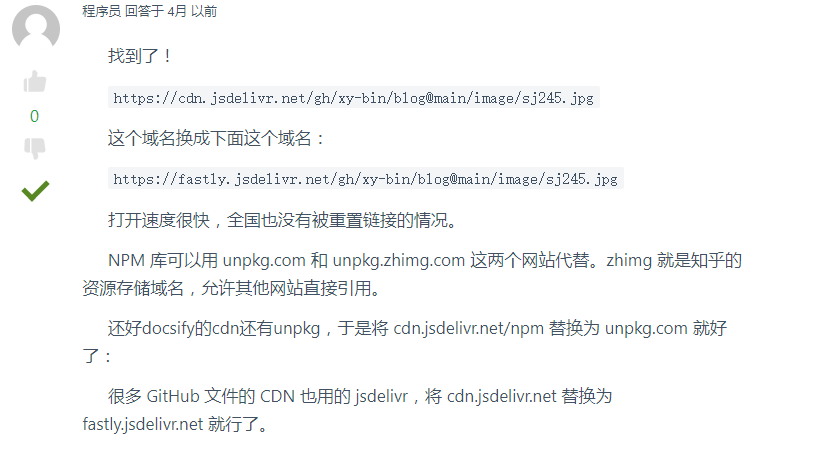 程序员 回答于 4月 以前
找到了！
https://cdn.jsdelivr.net/gh/xy-bin/blog@main/image/sj245.jpg
0
这个域名换成下面这个域名：
https://fastly.jsdelivr.net/gh/xy-bin/blog@main/image/sj245.jpg
打开速度很快，全国也没有被重置链接的情况。
NPM 库可以用 unpkg.com 和 unpkg.zhimg.com 这两个网站代替。zhimg 就是知乎的
资源存储域名，允许其他网站直接引用。
还好docsify的cdn还有unpkg，于是将 cdn.jsdelivr.net/npm 替换为 unpkg.com 就好
了：
很多 GitHub 文件的 CDN 也用的 jsdelivr，将 cdn.jsdelivr.net 替换为
fastly.jsdelivr.net 就行了。